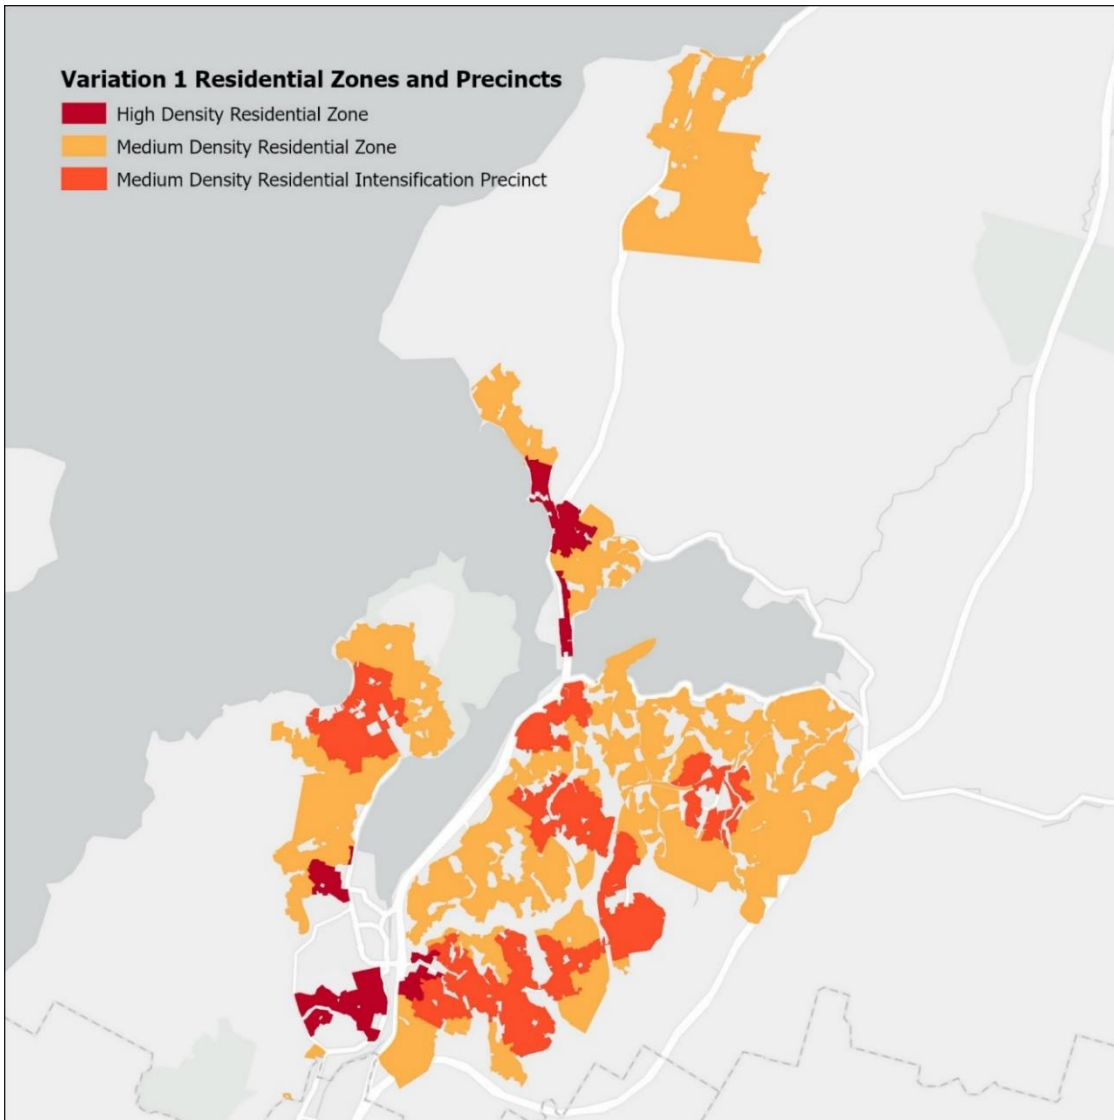 Variation 1 Residential Zones and Precincts
High Density Residential Zone
Medium Density Residential Zone
Medium Density Residential Intensification Precinct